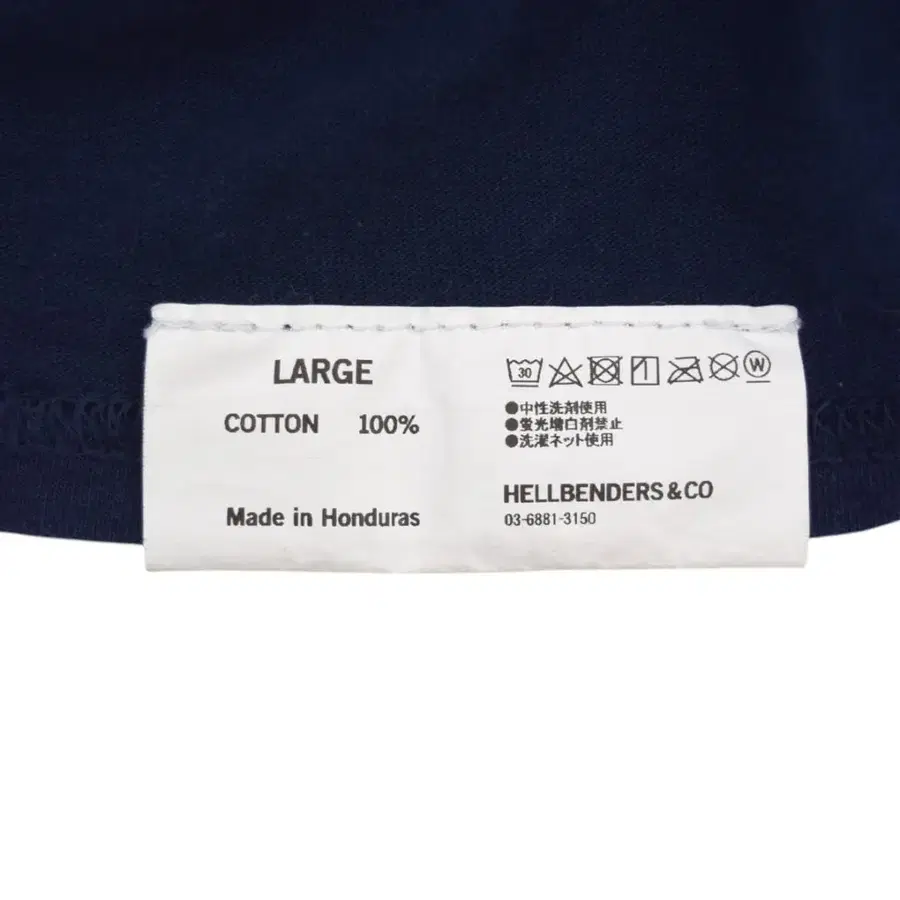 LARGE
COTTON 100%
Made in Honduras
30
W
●中性洗剤使用
●蛍光増白剤禁止
●洗濯ネット使用
HELLBENDERS&CO
03-6881-3150